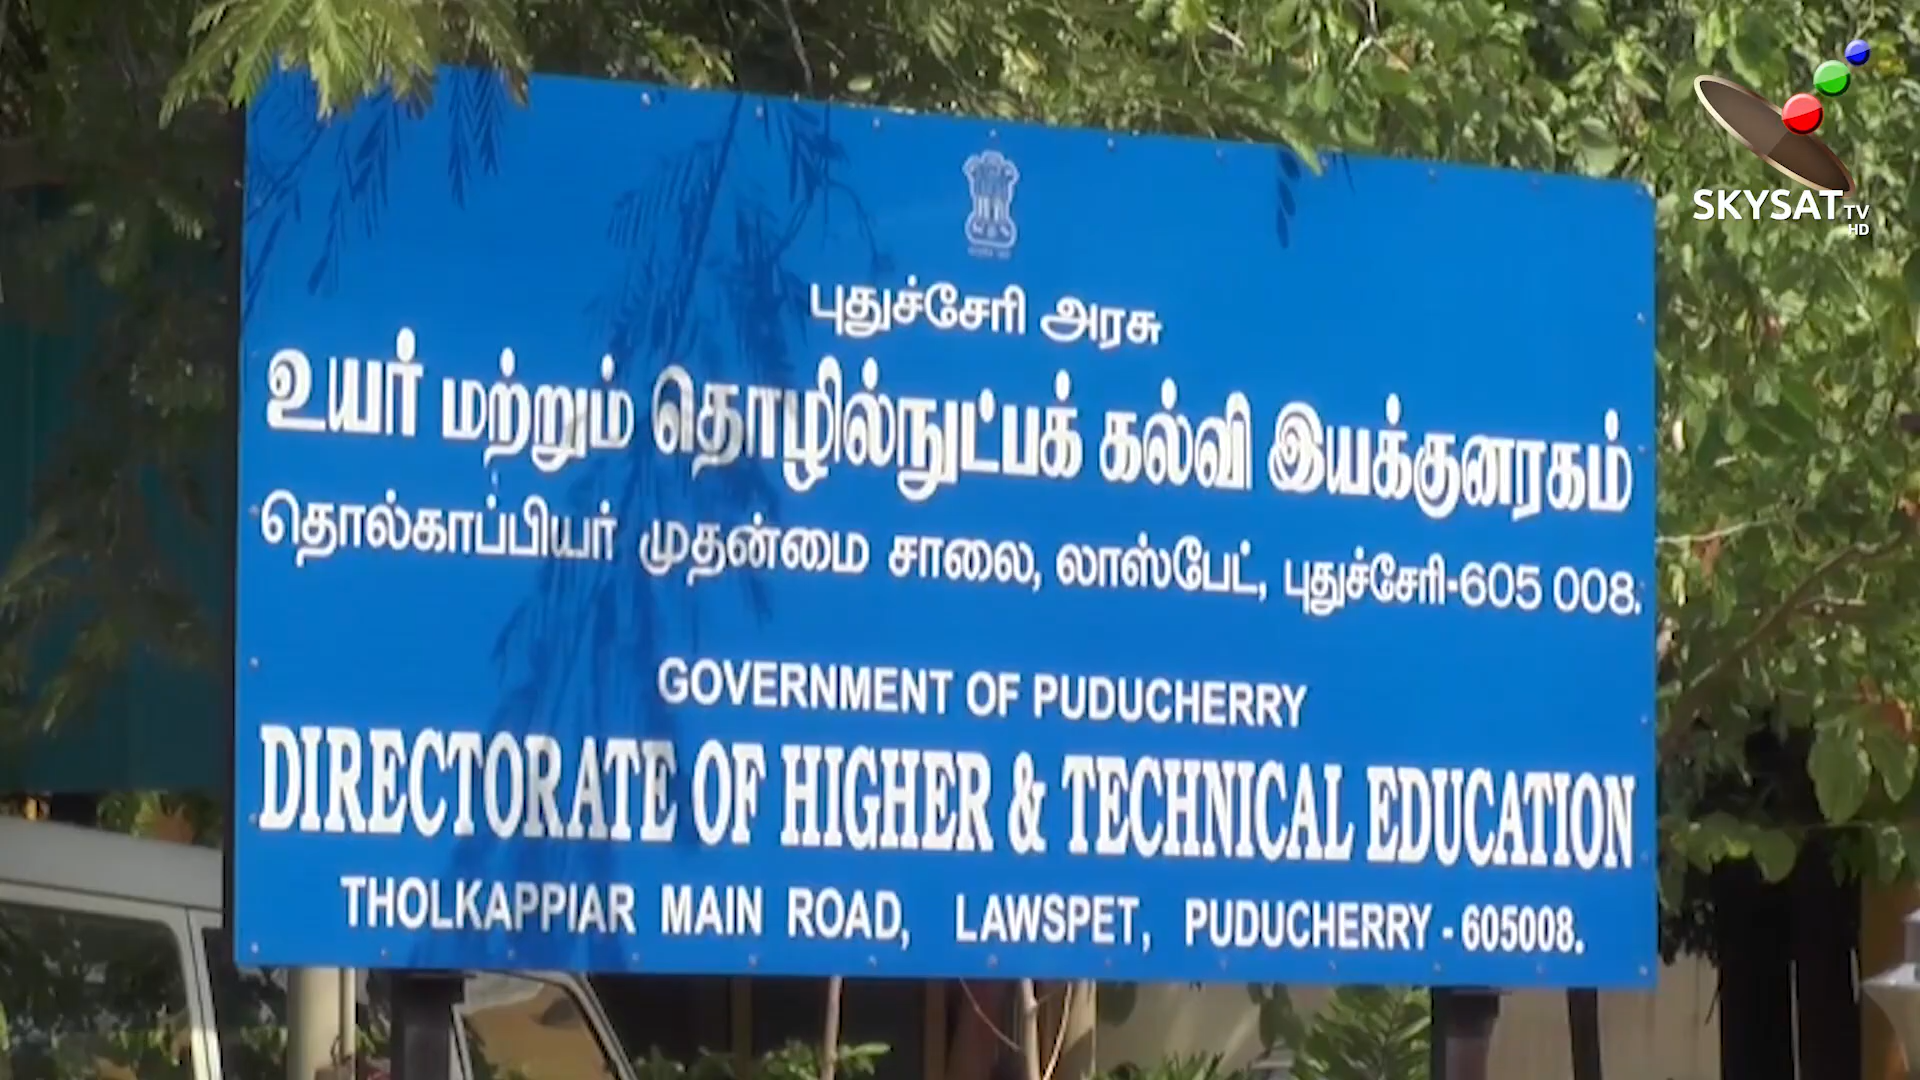 புதுச்சேரி அரசு
உயர் மற்றும் தொழில்நுட்பக் கல்வி இயக்குனரகம்
தொல்காப்பியர் முதன்மை சாலை, லாஸ்பேட், புதுச்சேரி-605 008.
GOVERNMENT OF PUDUCHERRY
DIRECTORATE OF HIGHER & TECHNICAL EDUCATION
THOLKAPPIAR MAIN ROAD, LAWSPET, PUDUCHERRY - 605008.
SKYSAT TV
HD